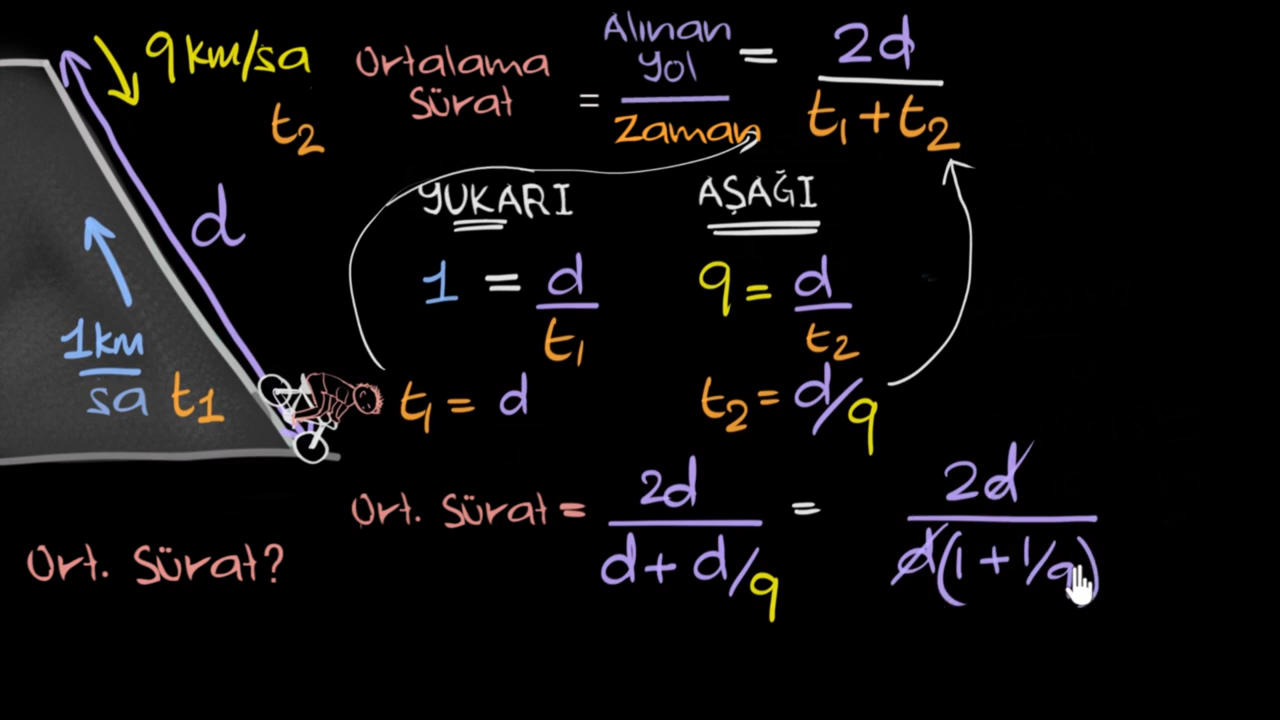 9 km/sa
t2
d
1 km
sa
t1
Ort. Sürat?
Ortalama Sürat = Alınan Yol / Zaman = 2d / t1 + t2
YUKARI
1 = d / t1
t1 = d
AŞAĞI
9 = d / t2
t2 = d/9
Ort. Sürat = 2d / d + d/9 = 2d / d(1 + 1/9)